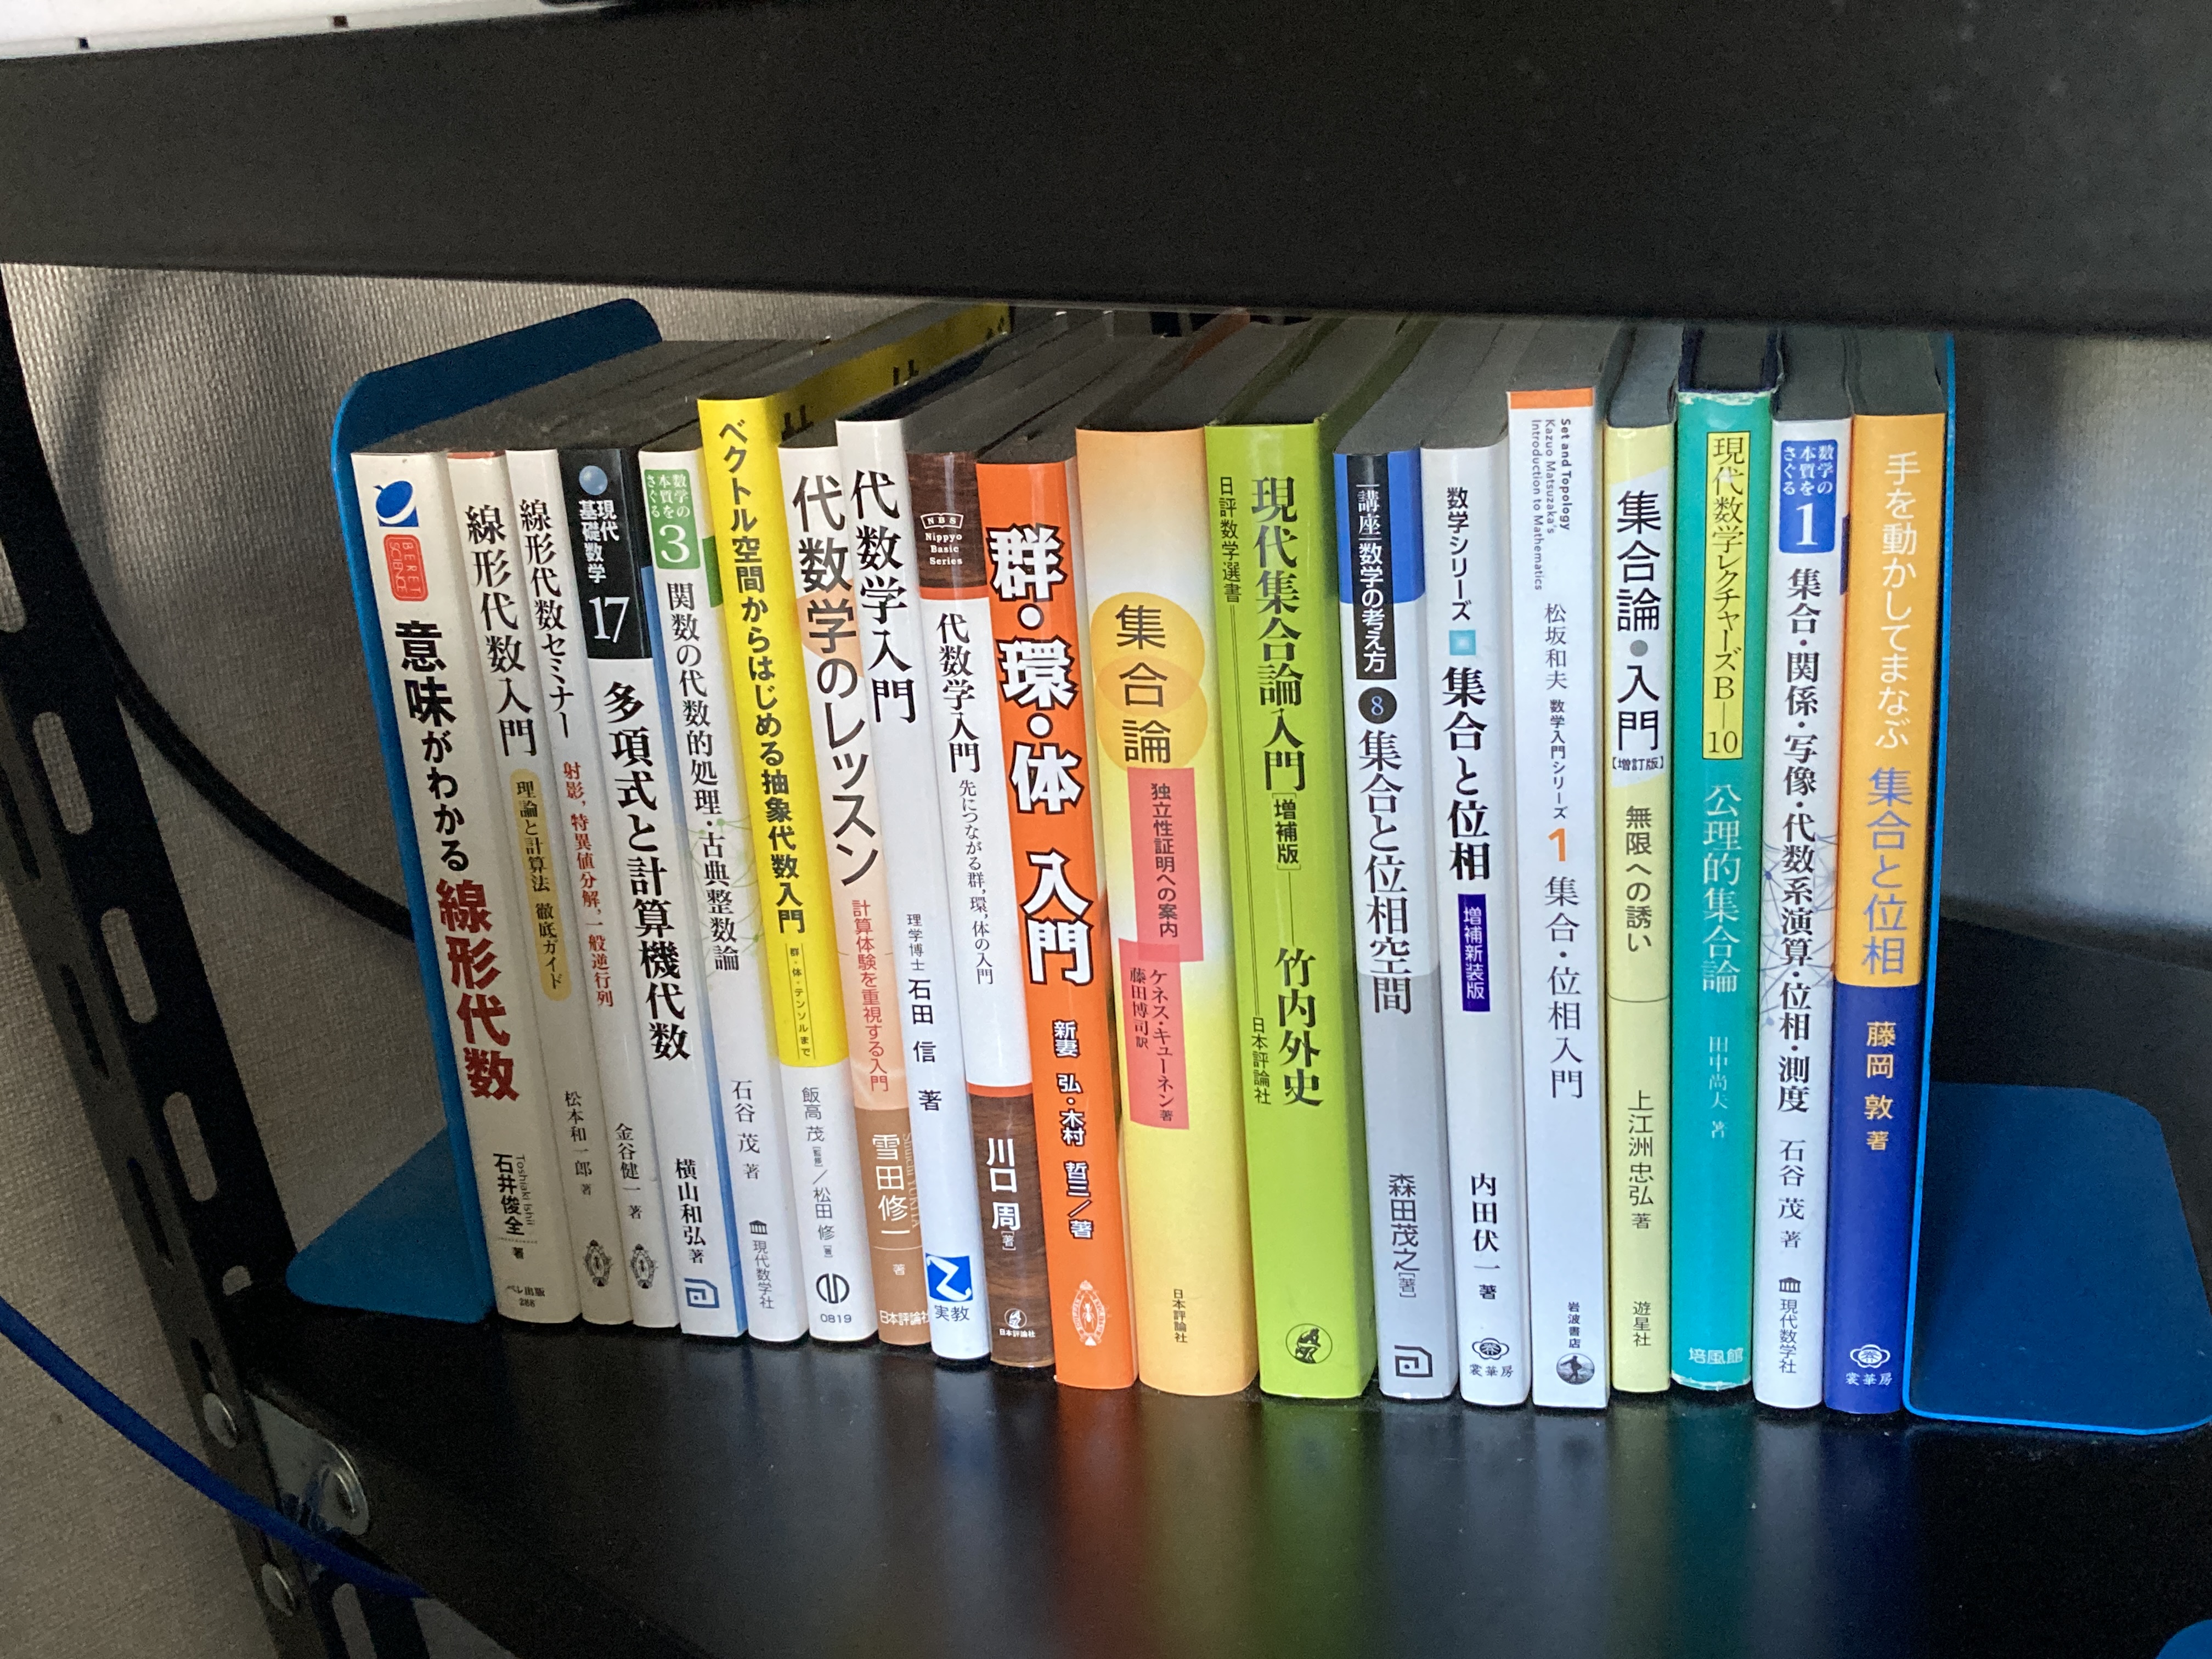 BERET
SCIENCE
意味がわかる線形代数
Toshiaki Ishii
石井俊全 著
ベレ出版
288
線形代数入門
理論と計算法 徹底ガイド
松本和一郎 著
線形代数セミナー
射影, 特異値分解, 一般逆行列
金谷健一 著
現代
基礎数学
17
多項式と計算機代数
横山和弘 著
数学の
本質を
さぐる
3
関数の代数的処理・古典整数論
石谷 茂 著
現代数学社
ベクトル空間からはじめる抽象代数入門
群・体・テンソルまで
飯高 茂[監修]/松田 修[著]
0819
代数学のレッスン
計算体験を重視する入門
雪田修一 著
日本評論社
代数学入門
理学博士 石田 信 著
実教
NBS
Nippyo
Basic
Series
代数学入門
先につながる群, 環, 体の入門
川口 周[著]
日本評論社
群・環・体 入門
新妻 弘・木村 哲三/著
集合論
独立性証明への案内
ケネス・キューネン 著
藤田博司 訳
日本評論社
日評数学選書
現代集合論入門[増補版]
竹内外史
日本評論社
講座 数学の考え方
8
集合と位相空間
森田茂之[著]
数学シリーズ
集合と位相
増補新装版
内田伏一 著
裳華房
Set and Topology
Kazuo Matsuzaka's
Introduction to Mathematics
松坂和夫 数学入門シリーズ
1
集合・位相入門
岩波書店
集合論・入門
[増訂版]
無限への誘い
上江洲忠弘 著
遊星社
現代数学レクチャーズ B—10
公理的集合論
田中尚夫 著
培風館
数学の
本質を
さぐる
1
集合・関係・写像・代数系演算・位相・測度
石谷 茂 著
現代数学社
手を動かしてまなぶ 集合と位相
藤岡 敦 著
裳華房